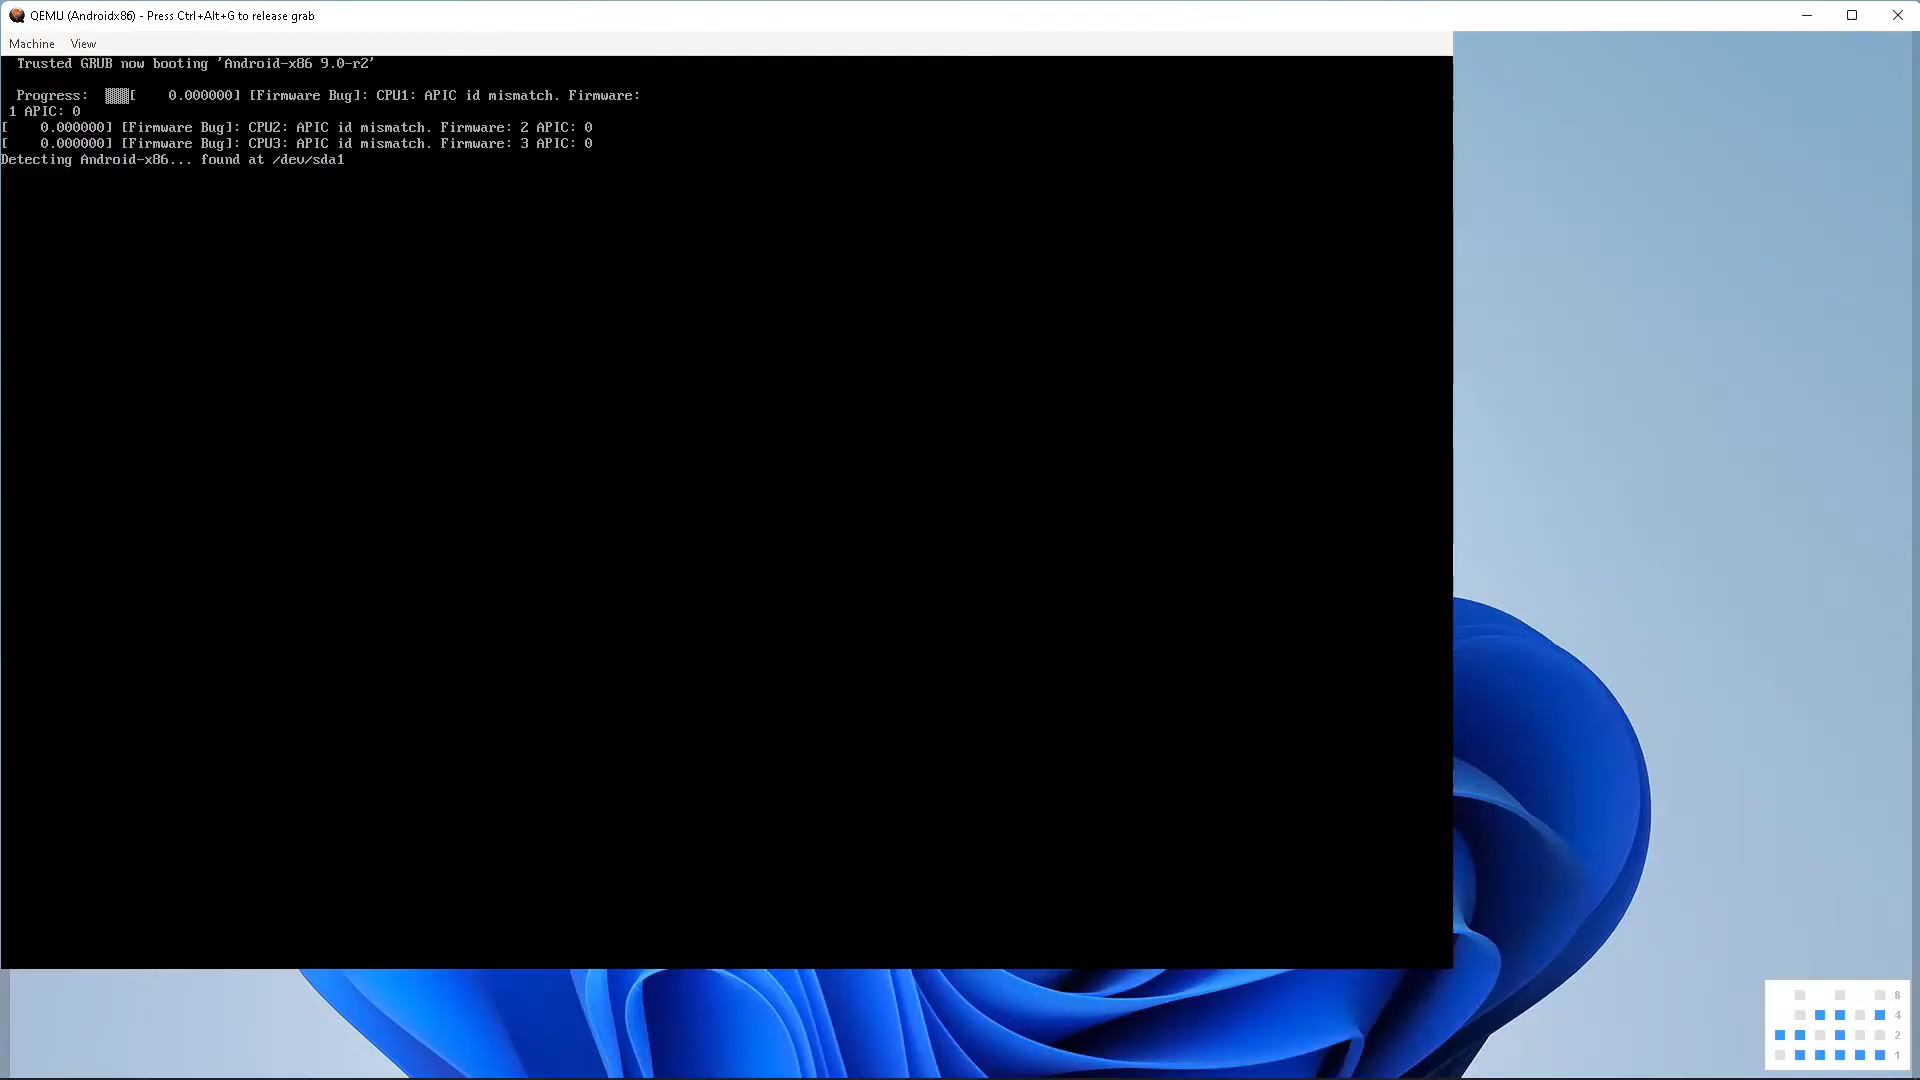 QEMU (Androidx86) - Press Ctrl+Alt+G to release grab
Machine View
Trusted GRUB now booting 'Android-x86 9.0-r2'
Progress: ▒▒▒[ 0.000000] [Firmware Bug]: CPU1: APIC id mismatch. Firmware:
1 APIC: 0
[ 0.000000] [Firmware Bug]: CPU2: APIC id mismatch. Firmware: 2 APIC: 0
[ 0.000000] [Firmware Bug]: CPU3: APIC id mismatch. Firmware: 3 APIC: 0
Detecting Android-x86... found at /dev/sda1
8
4
2
1